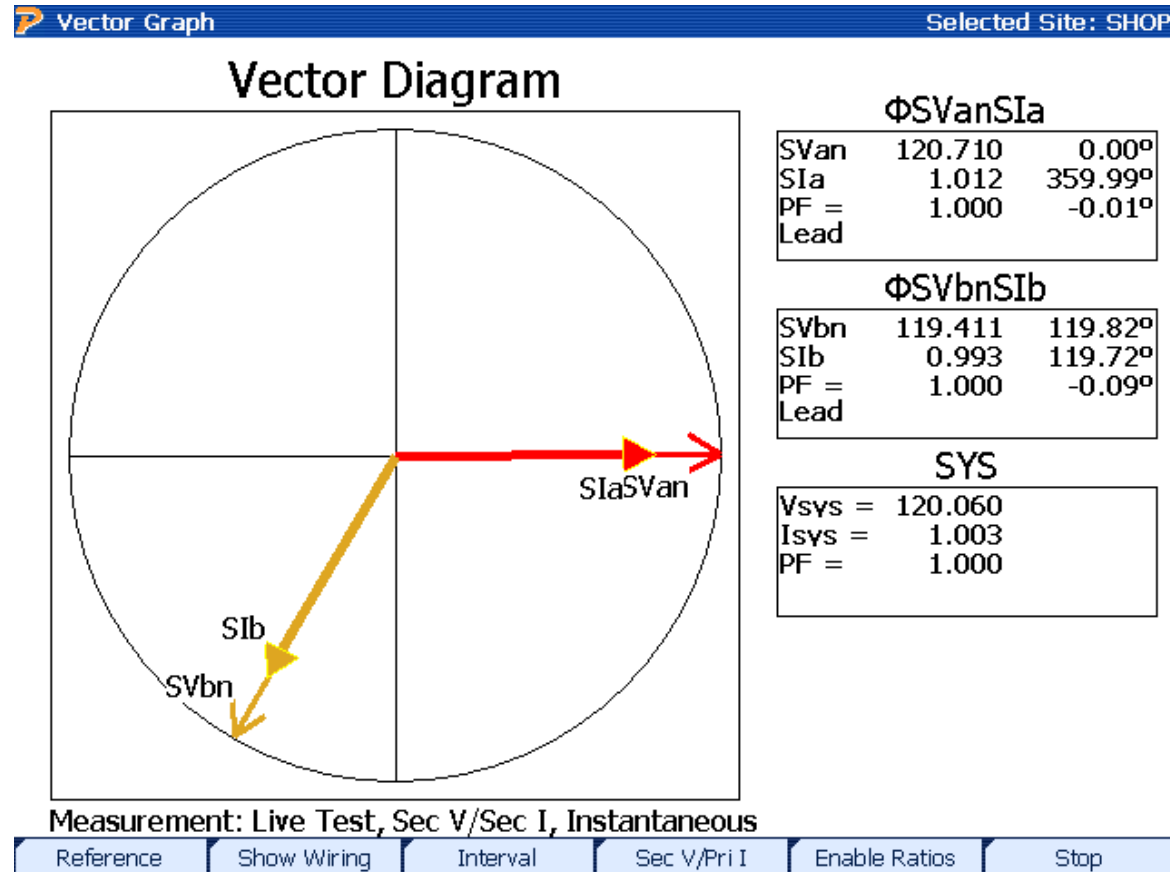 Vector Graph
Selected Site: SHOP
Vector Diagram
SIa
SVan
SIb
SVbn
ΦSVanSIa
SVan 120.710 0.00º
SIa 1.012 359.99º
PF = 1.000 -0.01º
Lead
ΦSVbnSIb
SVbn 119.411 119.82º
SIb 0.993 119.72º
PF = 1.000 -0.09º
Lead
SYS
Vsys = 120.060
Isys = 1.003
PF = 1.000
Measurement: Live Test, Sec V/Sec I, Instantaneous
Reference
Show Wiring
Interval
Sec V/Pri I
Enable Ratios
Stop